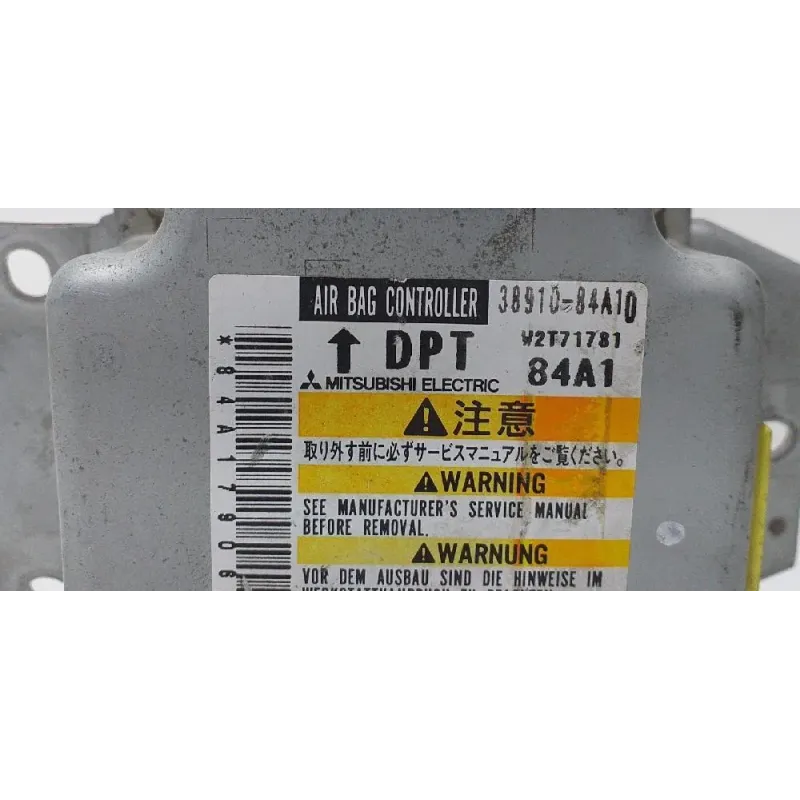 AIR BAG CONTROLLER 38910-84A10
↑ DPT W2T71781
MITSUBISHI ELECTRIC 84A1
注意
取り外す前に必ずサービスマニュアルをご覧ください。
WARNING
SEE MANUFACTURER'S SERVICE MANUAL
BEFORE REMOVAL.
WARNUNG
VOR DEM AUSBAU SIND DIE HINWEISE IM
*84A17906